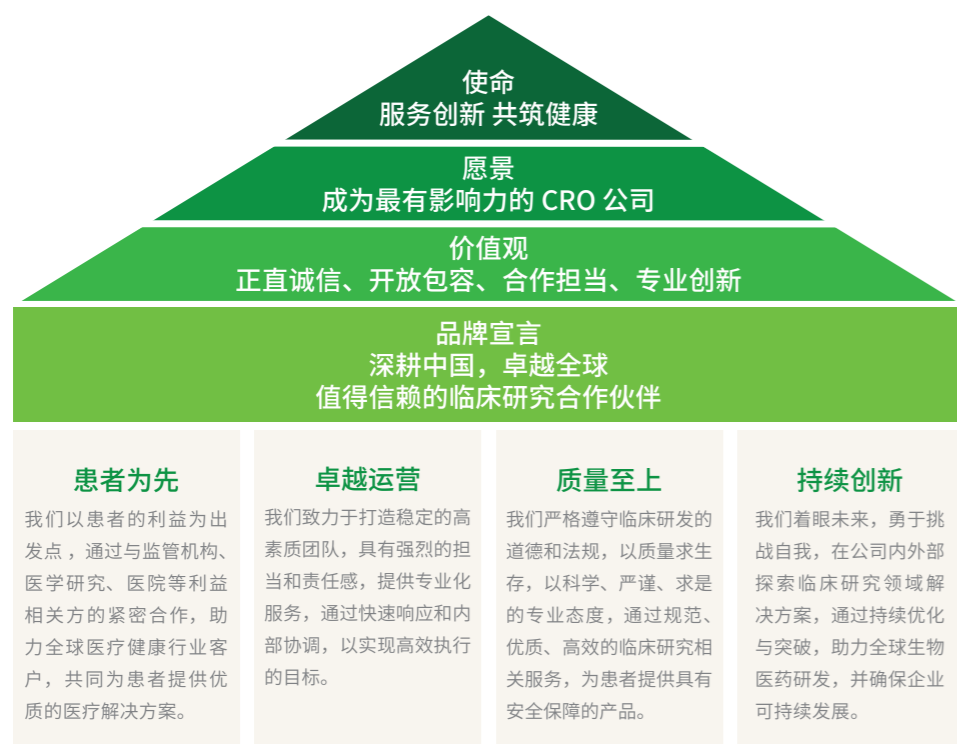 使命
服务创新 共筑健康
愿景
成为最有影响力的 CRO 公司
价值观
正直诚信、开放包容、合作担当、专业创新
品牌宣言
深耕中国，卓越全球
值得信赖的临床研究合作伙伴
患者为先
我们以患者的利益为出
发点，通过与监管机构、
医学研究、医院等利益
相关方的紧密合作，助
力全球医疗健康行业客
户，共同为患者提供优
质的医疗解决方案。
卓越运营
我们致力于打造稳定的高
素质团队，具有强烈的担
当和责任感，提供专业化
服务，通过快速响应和内
部协调，以实现高效执行
的目标。
质量至上
我们严格遵守临床研发的
道德和法规，以质量求生
存，以科学、严谨、求是
的专业态度，通过规范、
优质、高效的临床研究相
关服务，为患者提供具有
安全保障的产品。
持续创新
我们着眼未来，勇于挑
战自我，在公司内外部
探索临床研究领域解
决方案，通过持续优化
与突破，助力全球生物
医药研发，并确保企业
可持续发展。